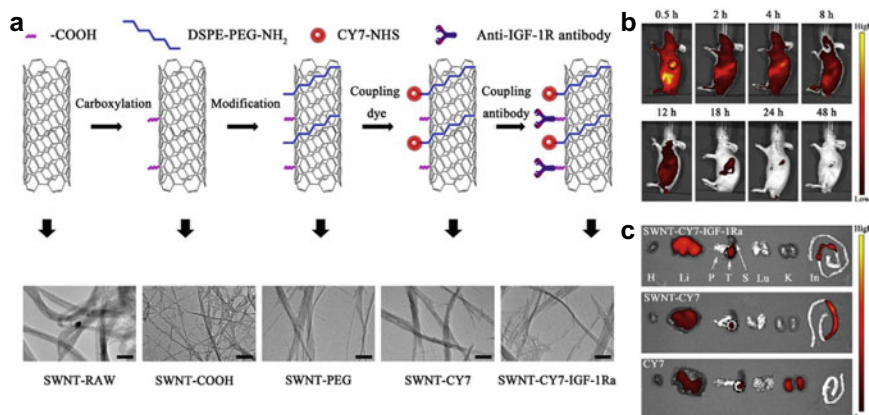 a
-COOH
DSPE-PEG-NH2
CY7-NHS
Anti-IGF-1R antibody
Carboxylation
Modification
Coupling
dye
Coupling
antibody
SWNT-RAW
SWNT-COOH
SWNT-PEG
SWNT-CY7
SWNT-CY7-IGF-1Ra
b
0.5 h
2 h
4 h
8 h
High
12 h
18 h
24 h
48 h
Low
c
SWNT-CY7-IGF-1Ra
High
H Li P T S Lu K In
SWNT-CY7
CY7